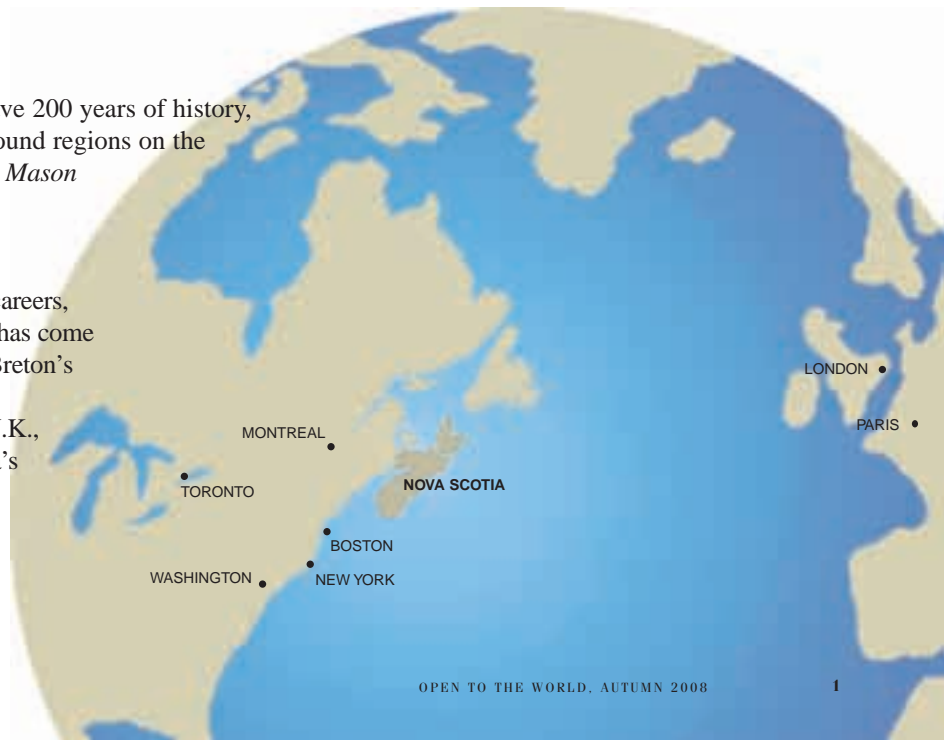 ve 200 years of history,
ound regions on the
Mason
areers,
has come
Breton's
.K.,
's
LONDON
PARIS
MONTREAL
TORONTO
NOVA SCOTIA
BOSTON
WASHINGTON
NEW YORK
OPEN TO THE WORLD, AUTUMN 2008 1